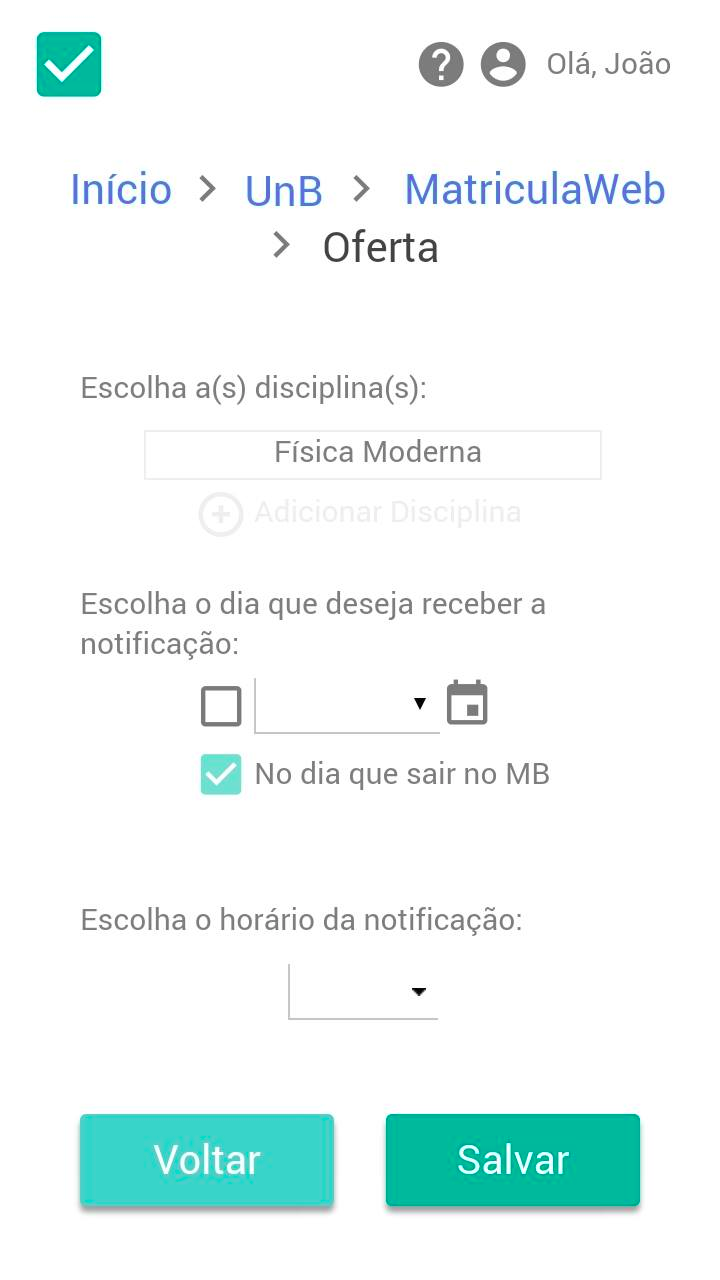 Olá, João
Início > UnB > MatriculaWeb
> Oferta
Escolha a(s) disciplina(s):
Física Moderna
Adicionar Disciplina
Escolha o dia que deseja receber a
notificação:
No dia que sair no MB
Escolha o horário da notificação:
Voltar Salvar